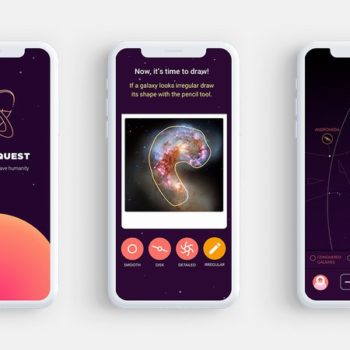 QUEST
ave humanity
Now, it's time to draw!
If a galaxy looks irregular draw
its shape with the pencil tool.
SMOOTH
DISK
DETAILED
IRREGULAR
ANDROMEDA
CONQUERED
GALAXIES